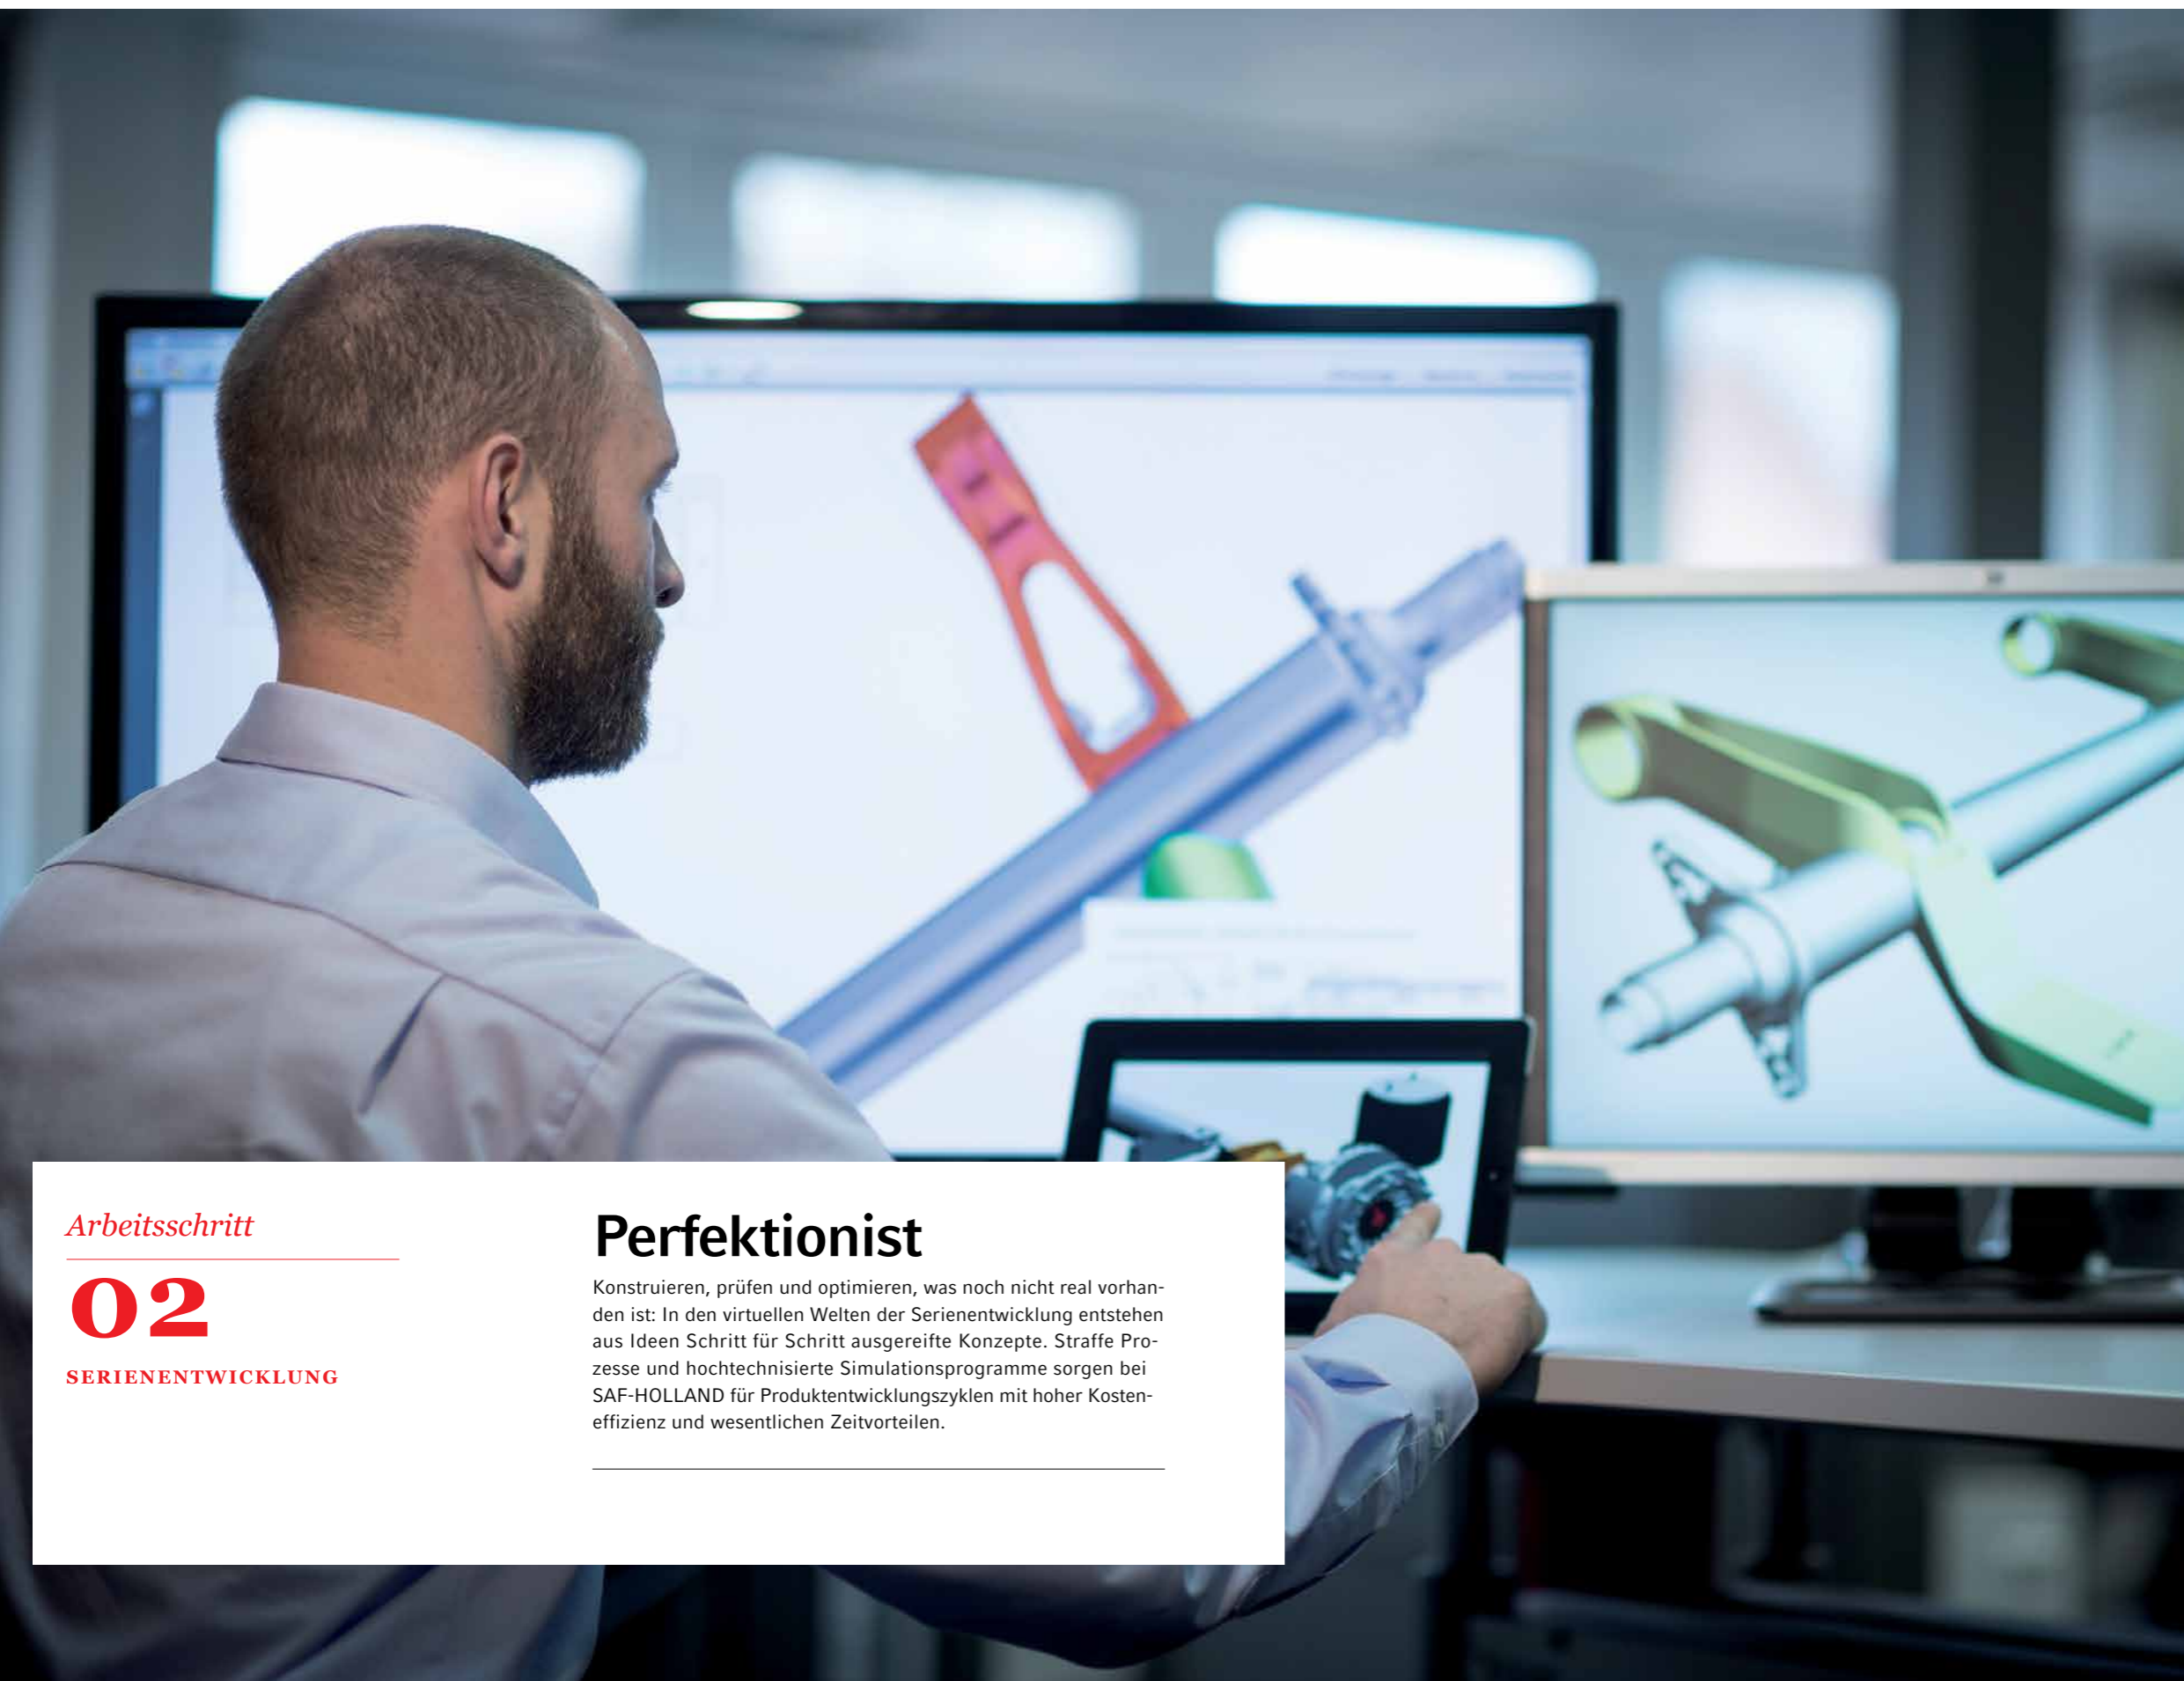 Arbeitsschritt
02
SERIENENTWICKLUNG
Perfektionist
Konstruieren, prüfen und optimieren, was noch nicht real vorhan-
den ist: In den virtuellen Welten der Serienentwicklung entstehen
aus Ideen Schritt für Schritt ausgereifte Konzepte. Straffe Pro-
zesse und hochtechnisierte Simulationsprogramme sorgen bei
SAF-HOLLAND für Produktentwicklungszyklen mit hoher Kosten-
effizienz und wesentlichen Zeitvorteilen.